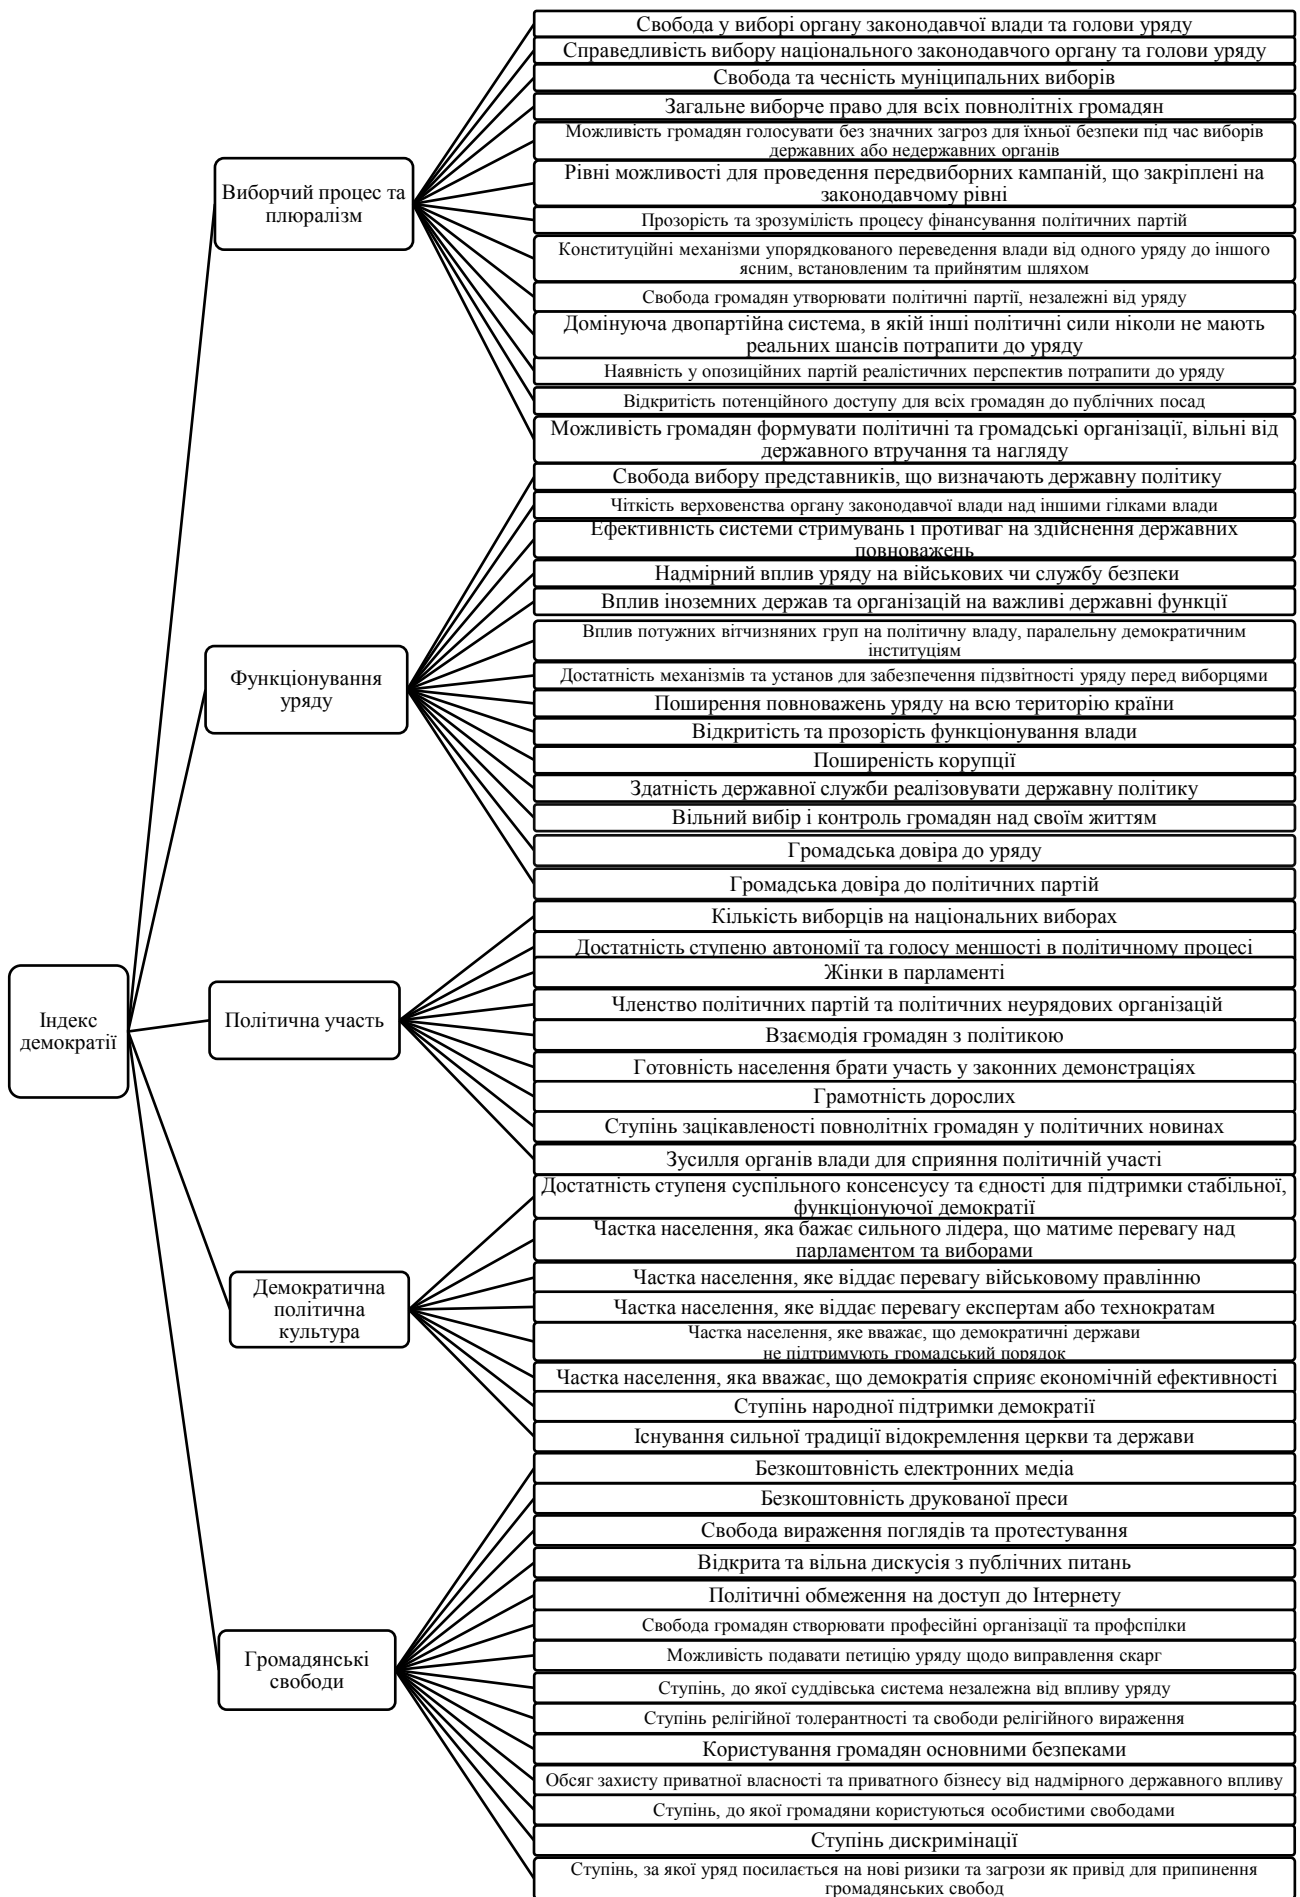 Індекс
демократії
Виборчий процес та
плюралізм
Свобода у виборі органу законодавчої влади та голови уряду
Справедливість вибору національного законодавчого органу та голови уряду
Свобода та чесність муніципальних виборів
Загальне виборче право для всіх повнолітніх громадян
Можливість громадян голосувати без значних загроз для їхньої безпеки під час виборів
державних або недержавних органів
Рівні можливості для проведення передвиборних кампаній, що закріплені на
законодавчому рівні
Прозорість та зрозумілість процесу фінансування політичних партій
Конституційні механізми упорядкованого переведення влади від одного уряду до іншого
ясним, встановленим та прийнятим шляхом
Свобода громадян утворювати політичні партії, незалежні від уряду
Домінуюча двопартійна система, в якій інші політичні сили ніколи не мають
реальних шансів потрапити до уряду
Наявність у опозиційних партій реалістичних перспектив потрапити до уряду
Відкритість потенційного доступу для всіх громадян до публічних посад
Можливість громадян формувати політичні та громадські організації, вільні від
державного втручання та нагляду
Функціонування
уряду
Свобода вибору представників, що визначають державну політику
Чіткість верховенства органу законодавчої влади над іншими гілками влади
Ефективність системи стримувань і противаг на здійснення державних
повноважень
Надмірний вплив уряду на військових чи службу безпеки
Вплив іноземних держав та організацій на важливі державні функції
Вплив потужних вітчизняних груп на політичну владу, паралельну демократичним
інституціям
Достатність механізмів та установ для забезпечення підзвітності уряду перед виборцями
Поширення повноважень уряду на всю територію країни
Відкритість та прозорість функціонування влади
Поширеність корупції
Здатність державної служби реалізовувати державну політику
Вільний вибір і контроль громадян над своїм життям
Громадська довіра до уряду
Громадська довіра до політичних партій
Політична участь
Кількість виборців на національних виборах
Достатність ступеню автономії та голосу меншості в політичному процесі
Жінки в парламенті
Членство політичних партій та політичних неурядових організацій
Взаємодія громадян з політикою
Готовність населення брати участь у законних демонстраціях
Грамотність дорослих
Ступінь зацікавленості повнолітніх громадян у політичних новинах
Зусилля органів влади для сприяння політичній участі
Демократична
політична
культура
Достатність ступеня суспільного консенсусу та єдності для підтримки стабільної,
функціонуючої демократії
Частка населення, яка бажає сильного лідера, що матиме перевагу над
парламентом та виборами
Частка населення, яке віддає перевагу військовому правлінню
Частка населення, яке віддає перевагу експертам або технократам
Частка населення, яке вважає, що демократичні держави
не підтримують громадський порядок
Частка населення, яка вважає, що демократія сприяє економічній ефективності
Ступінь народної підтримки демократії
Існування сильної традиції відокремлення церкви та держави
Громадянські
свободи
Безкоштовність електронних медіа
Безкоштовність друкованої преси
Свобода вираження поглядів та протестування
Відкрита та вільна дискусія з публічних питань
Політичні обмеження на доступ до Інтернету
Свобода громадян створювати професійні організації та профспілки
Можливість подавати петицію уряду щодо виправлення скарг
Ступінь, до якої суддівська система незалежна від впливу уряду
Ступінь релігійної толерантності та свободи релігійного вираження
Користування громадян основними безпеками
Обсяг захисту приватної власності та приватного бізнесу від надмірного державного впливу
Ступінь, до якої громадяни користуються особистими свободами
Ступінь дискримінації
Ступінь, за якої уряд посилається на нові ризики та загрози як привід для припинення
громадянських свобод